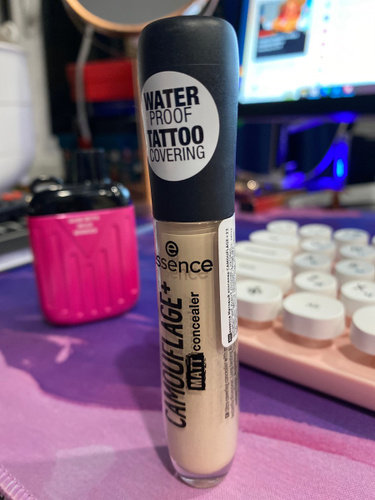 WATER
PROOF
TATTOO
COVERING
essence
CAMOUFLAGE+
MATT concealer